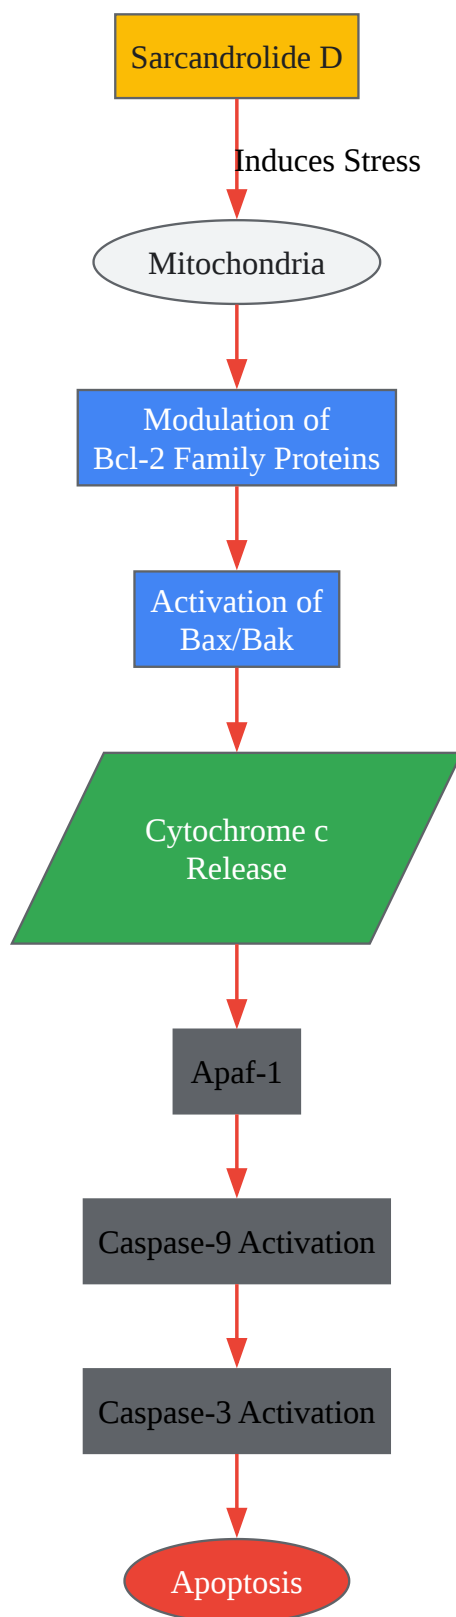 Sarcandrolide D
Induces Stress
Mitochondria
Modulation of
Bcl-2 Family Proteins
Activation of
Bax/Bak
Cytochrome c
Release
Apaf-1
Caspase-9 Activation
Caspase-3 Activation
Apoptosis